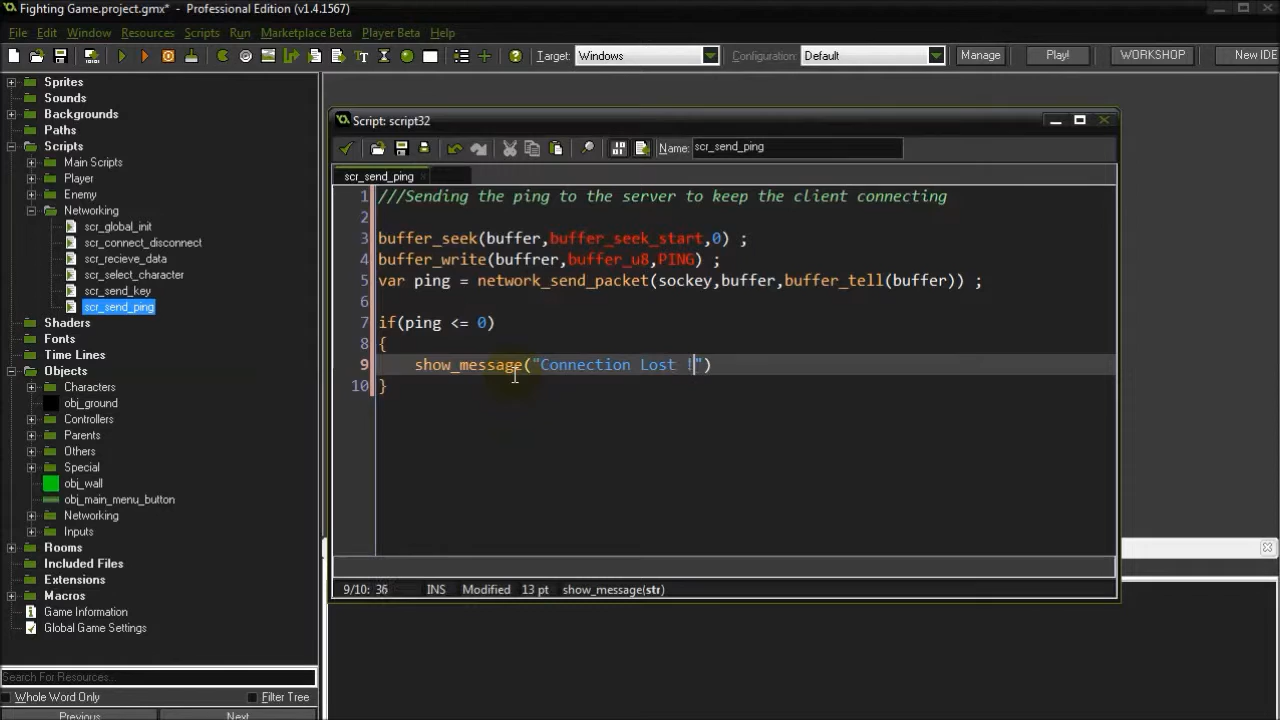 Fighting Game.project.gmx* - Professional Edition (v1.4.1567)
File Edit Window Resources Scripts Run Marketplace Beta Player Beta Help
Target: Windows Configuration: Default Manage Play! WORKSHOP New IDE
Sprites
Sounds
Backgrounds
Paths
Scripts
Main Scripts
Player
Enemy
Networking
scr_global_init
scr_connect_disconnect
scr_recieve_data
scr_select_character
scr_send_key
scr_send_ping
Shaders
Fonts
Time Lines
Objects
Characters
obj_ground
Controllers
Parents
Others
Special
obj_wall
obj_main_menu_button
Networking
Inputs
Rooms
Included Files
Extensions
Macros
Game Information
Global Game Settings
Search For Resources...
Whole Word Only Filter Tree
Previous Next
Script: script32
Name: scr_send_ping
scr_send_ping
1 ///Sending the ping to the server to keep the client connecting
2
3 buffer_seek(buffer,buffer_seek_start,0) ;
4 buffer_write(buffrer,buffer_u8,PING) ;
5 var ping = network_send_packet(sockey,buffer,buffer_tell(buffer)) ;
6
7 if(ping <= 0)
8 {
9 show_message("Connection Lost !")
10 }
9/10: 36 INS Modified 13 pt show_message(str)